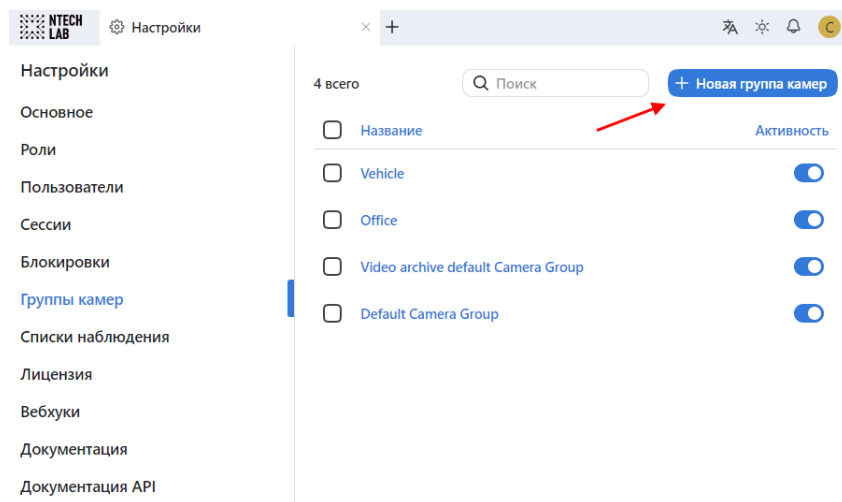 NTECH
LAB
Настройки
С
Настройки
Основное
Роли
Пользователи
Сессии
Блокировки
Группы камер
Списки наблюдения
Лицензия
Вебхуки
Документация
Документация API
4 всего
Поиск
Новая группа камер
Название
Активность
Vehicle
Office
Video archive default Camera Group
Default Camera Group